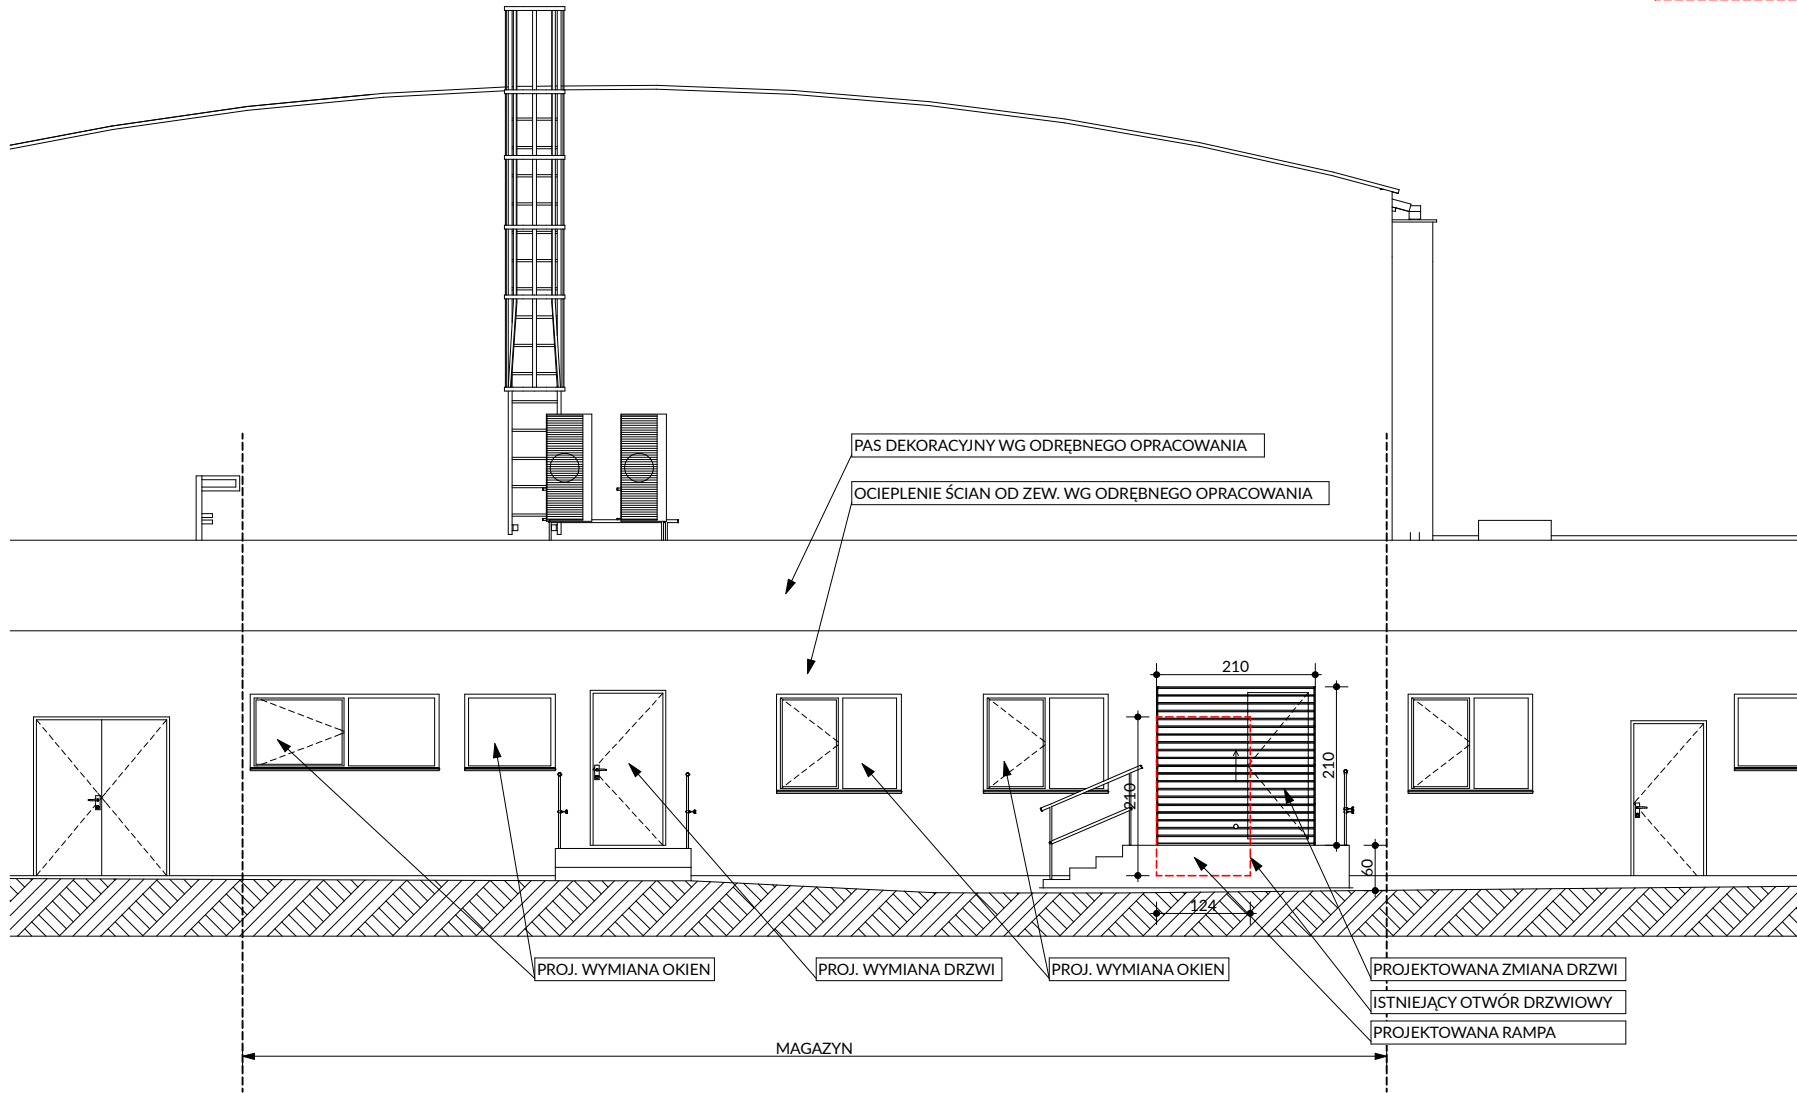 PAS DEKORACYJNY WG ODRĘBNEGO OPRACOWANIA
OCIEPLENIE ŚCIAN OD ZEW. WG ODRĘBNEGO OPRACOWANIA
210
210
210
60
124
PROJ. WYMIANA OKIEN
PROJ. WYMIANA DRZWI
PROJ. WYMIANA OKIEN
PROJEKTOWANA ZMIANA DRZWI
ISTNIEJĄCY OTWÓR DRZWIOWY
PROJEKTOWANA RAMPA
MAGAZYN